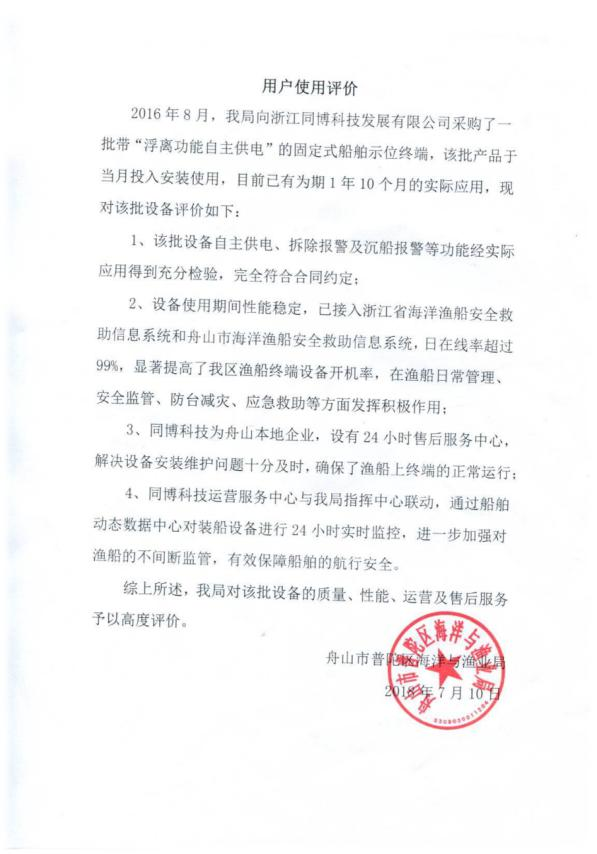 用户使用评价
2016年8月，我局向浙江同博科技发展有限公司采购了一
批带“浮离功能自主供电”的固定式船舶示位终端，该批产品于
当月投入安装使用，目前已有为期1年10个月的实际应用，现
对该批设备评价如下：
1、该批设备自主供电、拆除报警及沉船报警等功能经实际
应用得到充分检验，完全符合合同约定；
2、设备使用期间性能稳定，已接入浙江省海洋渔船安全救
助信息系统和舟山市海洋渔船安全救助信息系统，日在线率超过
99%，显著提高了我区渔船终端设备开机率，在渔船日常管理、
安全监管、防台减灾、应急救助等方面发挥积极作用；
3、同博科技为舟山本地企业，设有24小时售后服务中心，
解决设备安装维护问题十分及时，确保了渔船上终端的正常运行；
4、同博科技运营服务中心与我局指挥中心联动，通过船舶
动态数据中心对装船设备进行24小时实时监控，进一步加强对
渔船的不间断监管，有效保障船舶的航行安全。
综上所述，我局对该批设备的质量、性能、运营及售后服务
予以高度评价。
舟山市普陀区海洋与渔业局
2018年7月10日
舟山市普陀区海洋与渔业局